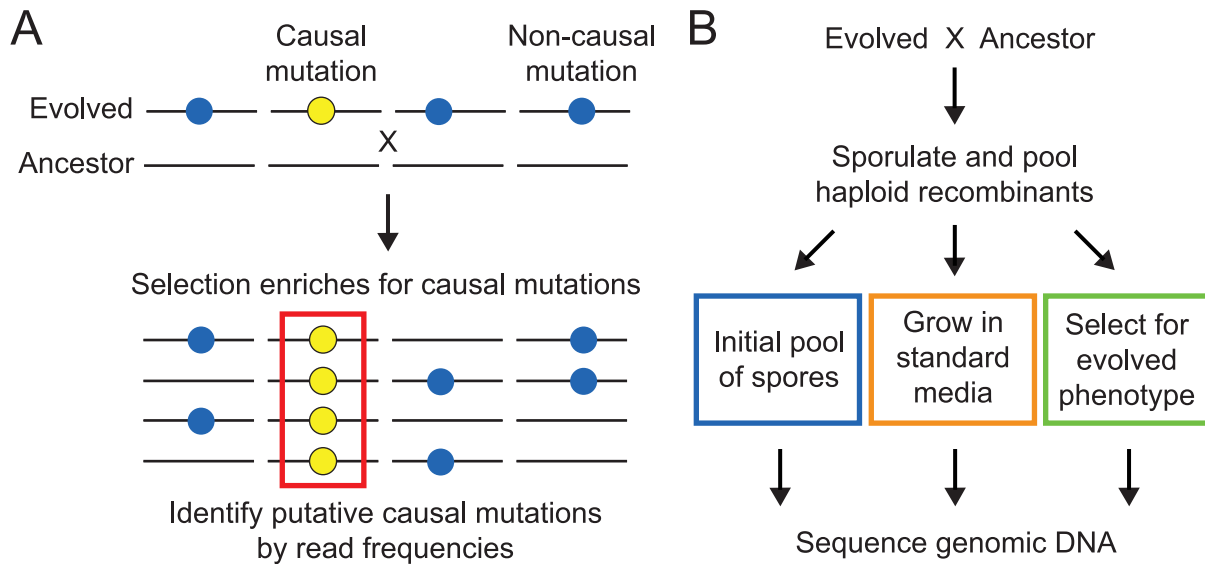 A
Causal
mutation
Non-causal
mutation
Evolved
X
Ancestor
Selection enriches for causal mutations
Identify putative causal mutations
by read frequencies
B
Evolved X Ancestor
Sporulate and pool
haploid recombinants
Initial pool
of spores
Grow in
standard
media
Select for
evolved
phenotype
Sequence genomic DNA